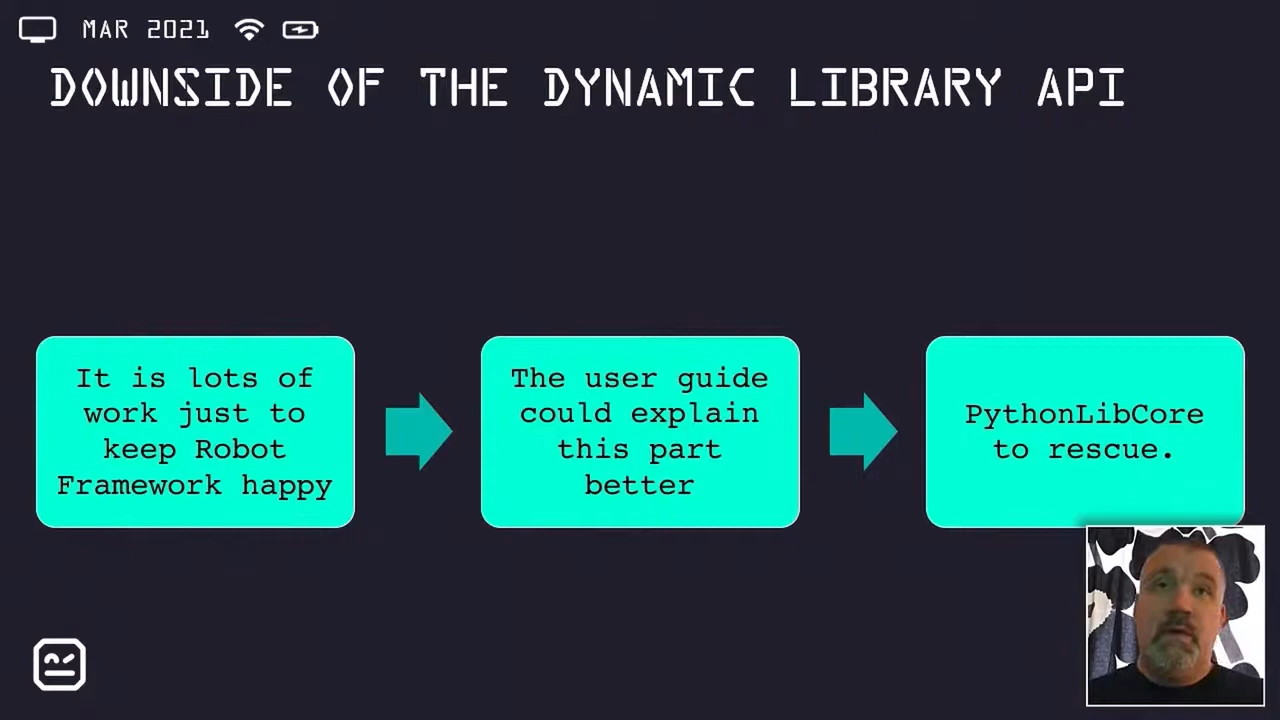 MAR 2021
DOWNSIDE OF THE DYNAMIC LIBRARY API
It is lots of
work just to
keep Robot
Framework happy
The user guide
could explain
this part
better
PythonLibCore
to rescue.